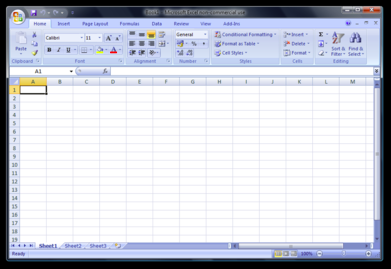 Book1 - Microsoft Excel non-commercial use
Home Insert Page Layout Formulas Data Review View Add-Ins
Paste
Calibri 11
General
Conditional Formatting
Format as Table
Cell Styles
Insert
Delete
Format
Sort & Filter
Find & Select
Clipboard Font Alignment Number Styles Cells Editing
A1 fx
A B C D E F G H I J K L M
1
2
3
4
5
6
7
8
9
10
11
12
13
14
15
16
17
18
19
Sheet1 Sheet2 Sheet3
Ready 100%